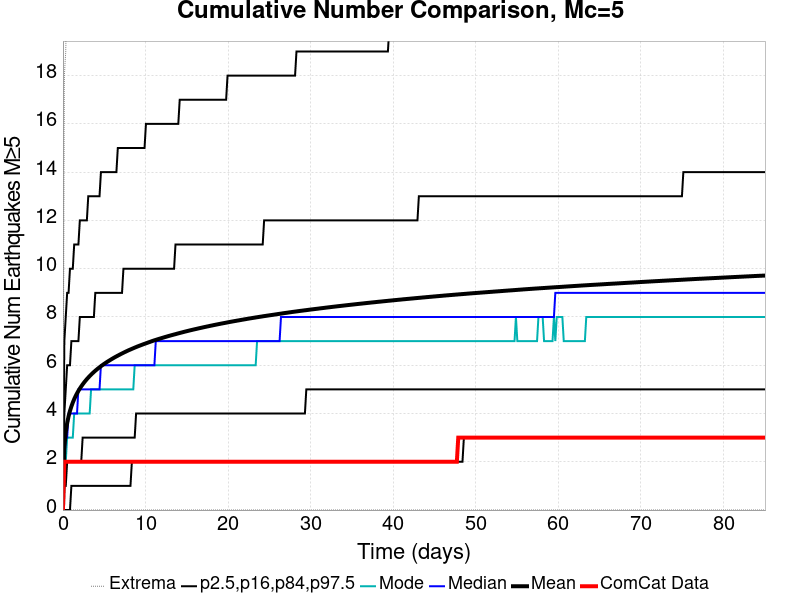 Cumulative Number Comparison, Mc=5
Cumulative Num Earthquakes M≥5
18
16
14
12
10
8
6
4
2
0
0 10 20 30 40 50 60 70 80
Time (days)
Extrema p2.5,p16,p84,p97.5 Mode Median Mean ComCat Data